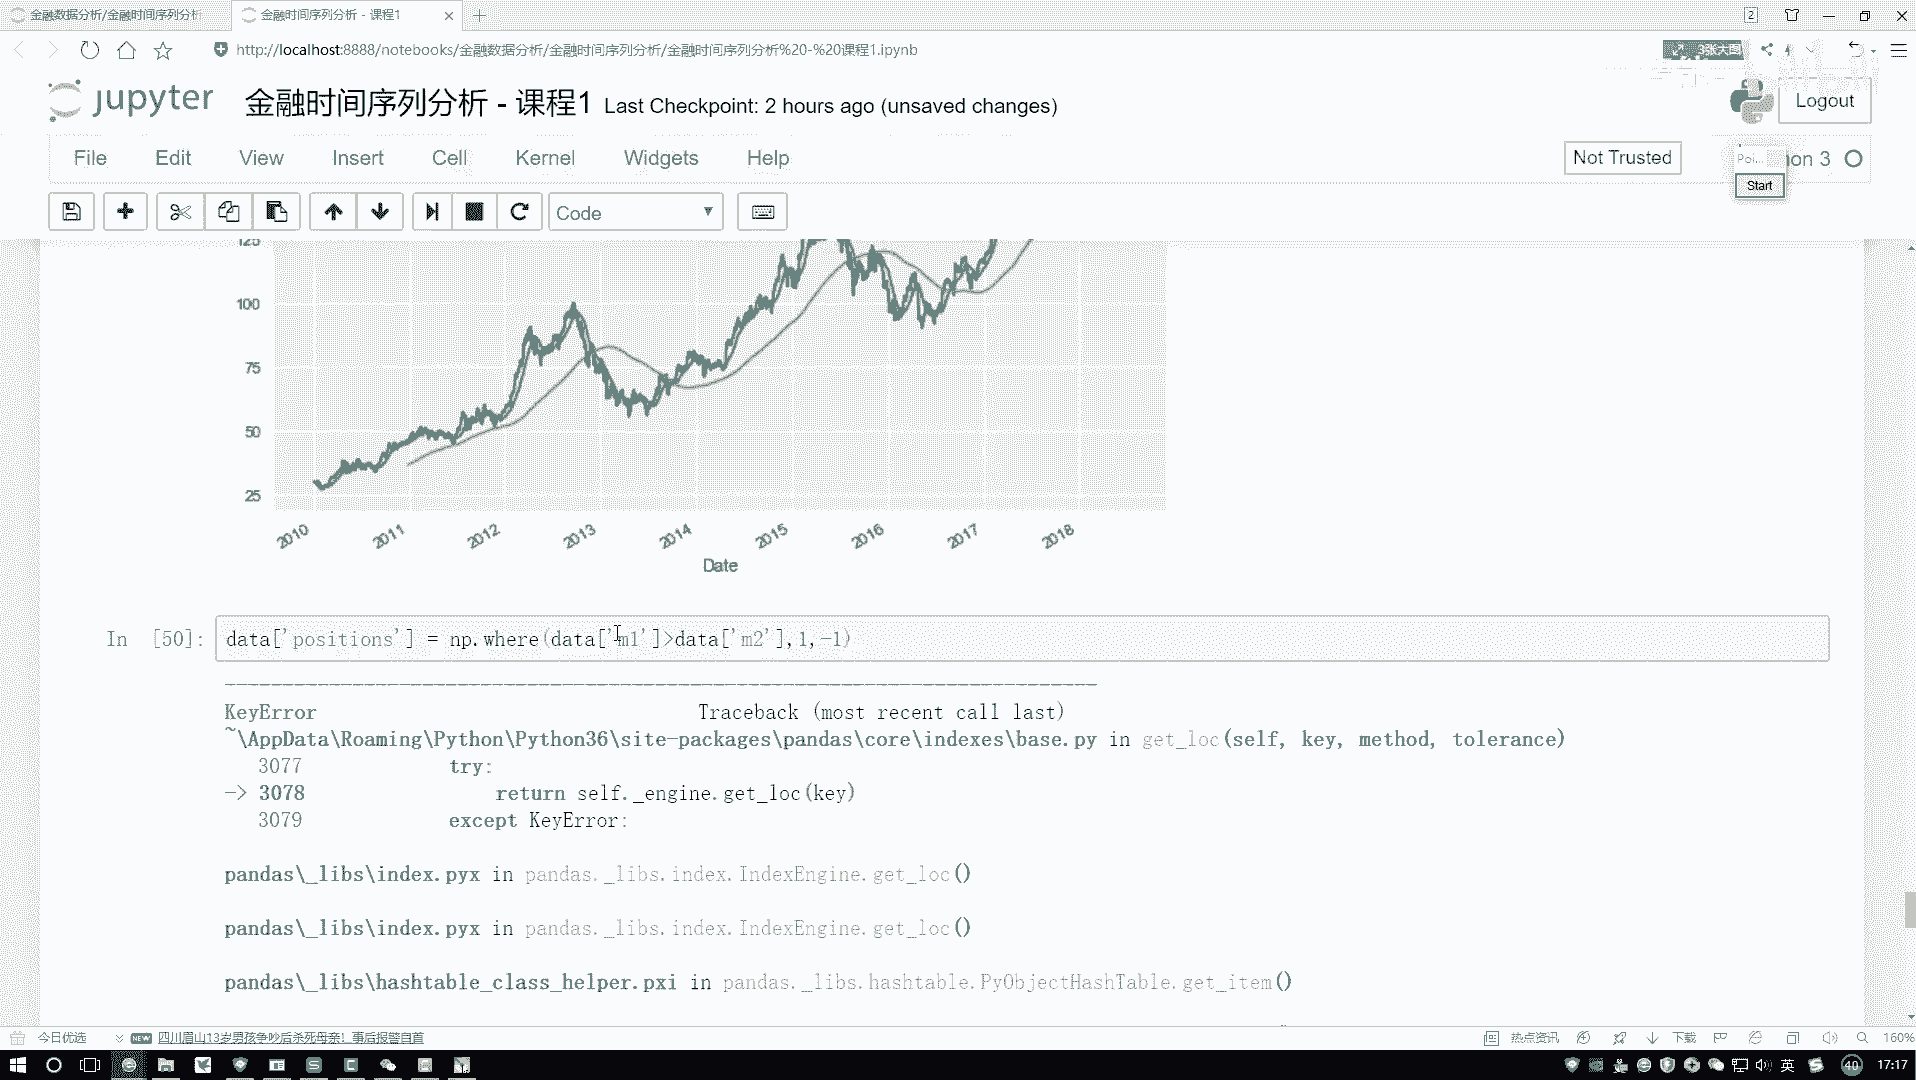 金融数据分析/金融时间序列分析
金融时间序列分析 - 课程1
2
http://localhost:8888/notebooks/金融数据分析/金融时间序列分析/金融时间序列分析%20-%20课程1.ipynb
3张大图
jupyter 金融时间序列分析 - 课程1 Last Checkpoint: 2 hours ago (unsaved changes)
Logout
File Edit View Insert Cell Kernel Widgets Help
Not Trusted
Poi...
on 3
Start
Code
125
100
75
50
25
2010 2011 2012 2013 2014 2015 2016 2017 2018
Date
In [50]: data['positions'] = np.where(data['m1']>data['m2'],1,-1)
KeyError Traceback (most recent call last)
~\AppData\Roaming\Python\Python36\site-packages\pandas\core\indexes\base.py in get_loc(self, key, method, tolerance)
3077 try:
-> 3078 return self._engine.get_loc(key)
3079 except KeyError:
pandas\_libs\index.pyx in pandas._libs.index.IndexEngine.get_loc()
pandas\_libs\index.pyx in pandas._libs.index.IndexEngine.get_loc()
pandas\_libs\hashtable_class_helper.pxi in pandas._libs.hashtable.PyObjectHashTable.get_item()
今日优选
NEW 四川眉山13岁男孩争吵后杀死母亲！事后报警自首
热点资讯
下载
160%
英
40
17:17